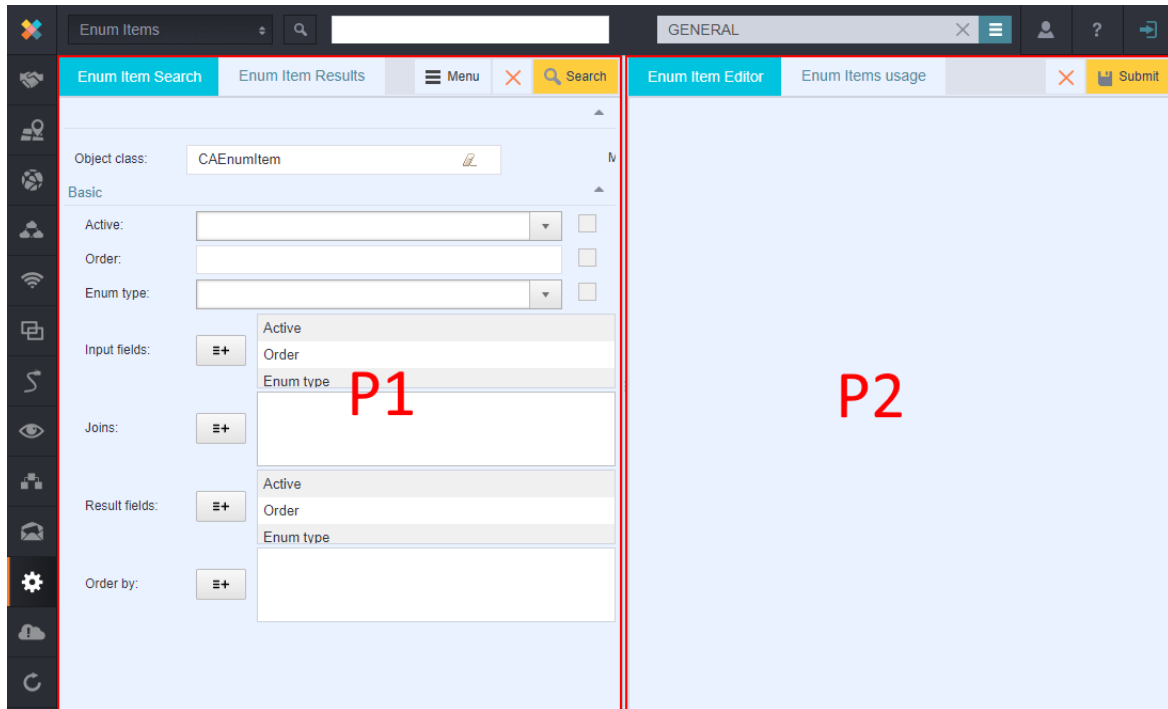 Enum Items
GENERAL
?
Enum Item Search
Enum Item Results
Menu
Search
Enum Item Editor
Enum Items usage
Submit
Object class:
CAEnumItem
M
Basic
Active:
Order:
Enum type:
Input fields:
Active
Order
Enum type
P1
P2
Joins:
Result fields:
Active
Order
Enum type
Order by: